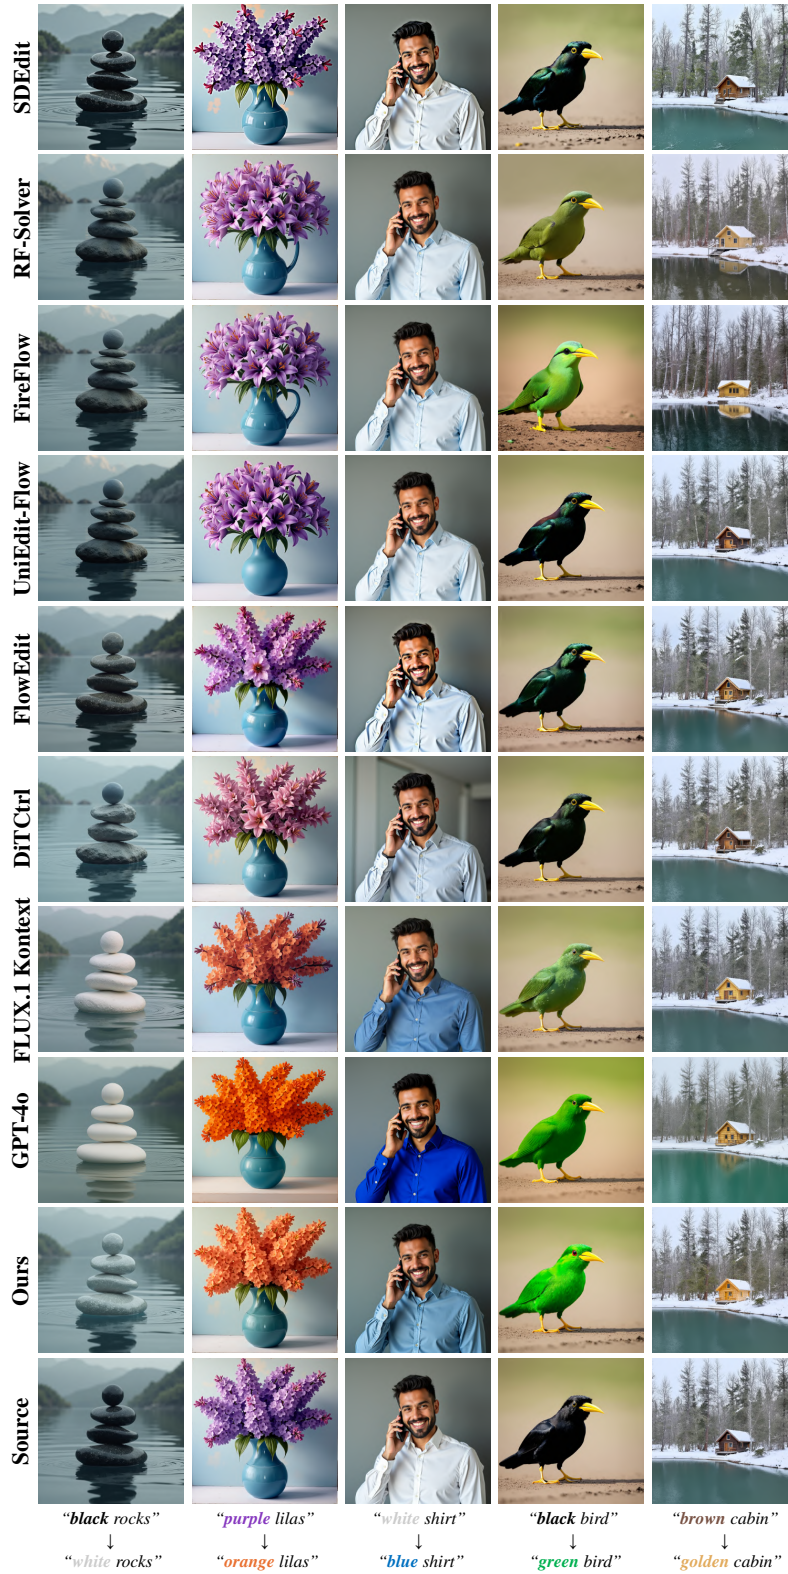 SDEdit
RF-Solver
FireFlow
UniEdit-Flow
FlowEdit
DiTCtrl
FLUX.1 Kontext
GPT-4o
Ours
Source
“black rocks” “purple lilas” “white shirt” “black bird” “brown cabin”
↓ ↓ ↓ ↓ ↓
“white rocks” “orange lilas” “blue shirt” “green bird” “golden cabin”